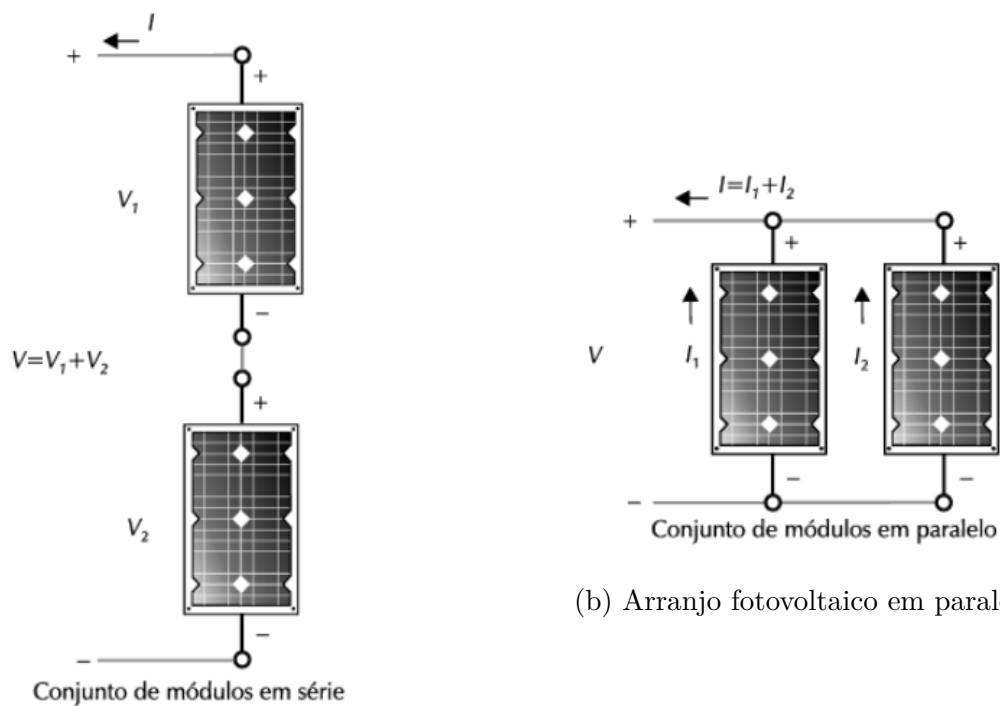 I
+
+
V1
–
V=V1+V2
+
V2
–
–
Conjunto de módulos em série
I=I1+I2
+
+
+
V
I1
I2
–
–
–
Conjunto de módulos em paralelo
(b) Arranjo fotovoltaico em paral